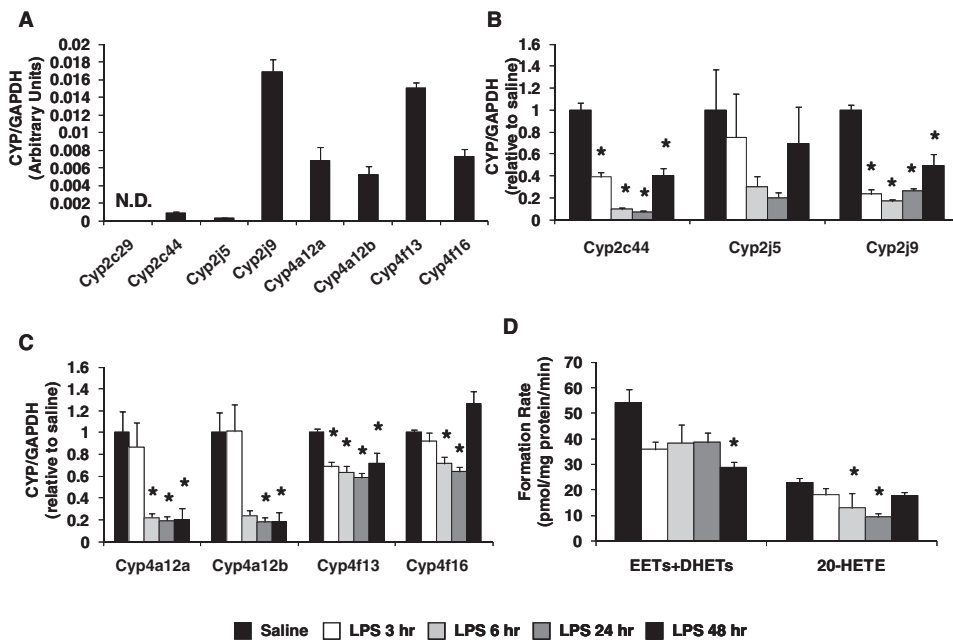 A
CYP/GAPDH
(Arbitrary Units)
0.02
0.018
0.016
0.014
0.012
0.01
0.008
0.006
0.004
0.002
0
N.D.
Cyp2c29
Cyp2c44
Cyp2j5
Cyp2j9
Cyp4a12a
Cyp4a12b
Cyp4f13
Cyp4f16
B
CYP/GAPDH
(relative to saline)
1.6
1.4
1.2
1
0.8
0.6
0.4
0.2
0
* * * *
* * * *
Cyp2c44 Cyp2j5 Cyp2j9
C
CYP/GAPDH
(relative to saline)
1.6
1.4
1.2
1
0.8
0.6
0.4
0.2
0
* * *
* *
* * * *
* *
Cyp4a12a Cyp4a12b Cyp4f13 Cyp4f16
D
Formation Rate
(pmol/mg protein/min)
70
60
50
40
30
20
10
0
*
* *
EETs+DHETs 20-HETE
Saline LPS 3 hr LPS 6 hr LPS 24 hr LPS 48 hr